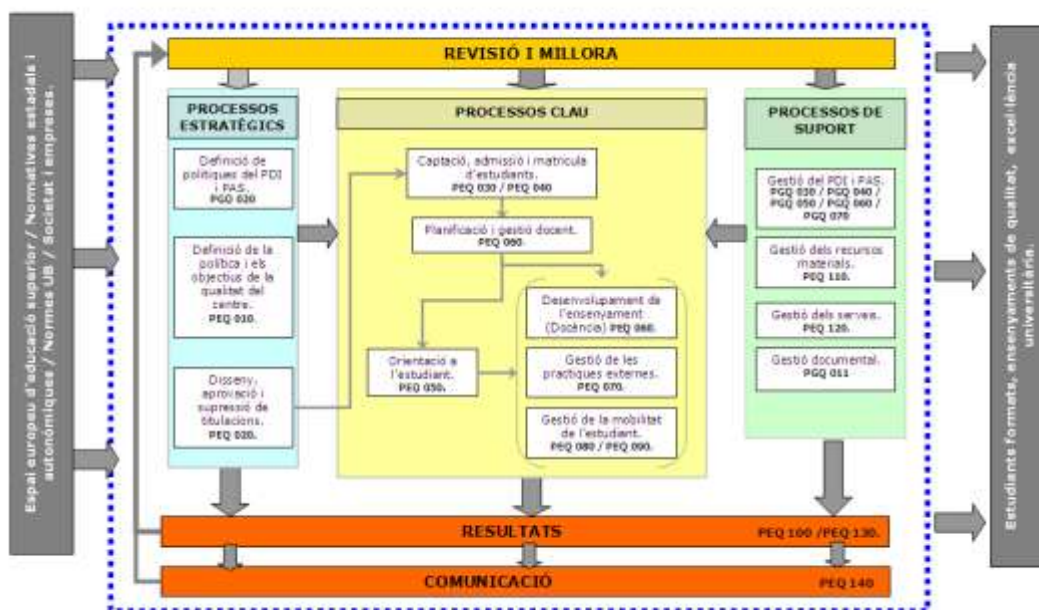 Espai europeu d'educació superior / Normatives estadals i
autonómiques / Normes UB / Societat i empreses.
REVISIÓ I MILLORA
PROCESSOS
ESTRATÈGICS
Definició de
polítiques del PDI
i PAS.
PGQ 020
Definició de la
política i els
objectius de la
qualitat del
centre.
PEQ 010.
Disseny,
aprovació i
supressió de
titulacions.
PEQ 020.
PROCESSOS CLAU
Captació, admissió i matrícula
d'estudiants.
PEQ 030 / PEQ 040
Planificació i gestió docent.
PEQ 060.
Desenvolupament de
l'ensenyament
(Docència) PEQ 060.
Orientació a
l'estudiant.
PEQ 050.
Gestió de les
practiques externes.
PEQ 070.
Gestió de la mobilitat
de l'estudiant.
PEQ 080 / PEQ 090.
PROCESSOS DE
SUPORT
Gestió del PDI i PAS.
PGQ 030 / PGQ 040 /
PGQ 050 / PGQ 060 /
PGQ 070
Gestió dels recursos
materials.
PEQ 110.
Gestió dels serveis.
PEQ 120.
Gestió documental.
PGQ 011
RESULTATS
PEQ 100 /PEQ 130.
COMUNICACIÓ
PEQ 140
Estudiants formats, ensenyaments de qualitat, excel·lència
universitària.